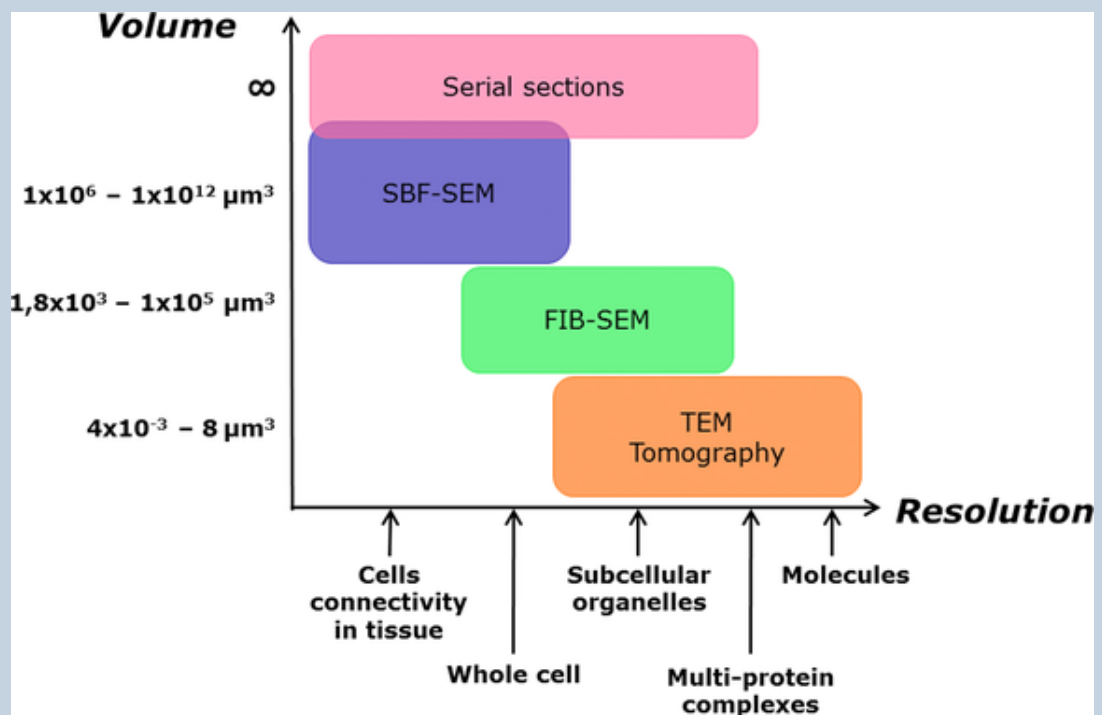 Volume
∞
Serial sections
1x10⁶ – 1x10¹² µm³
SBF-SEM
1,8x10³ – 1x10⁵ µm³
FIB-SEM
4x10⁻³ – 8 µm³
TEM
Tomography
Resolution
Cells
connectivity
in tissue
Whole cell
Subcellular
organelles
Multi-protein
complexes
Molecules